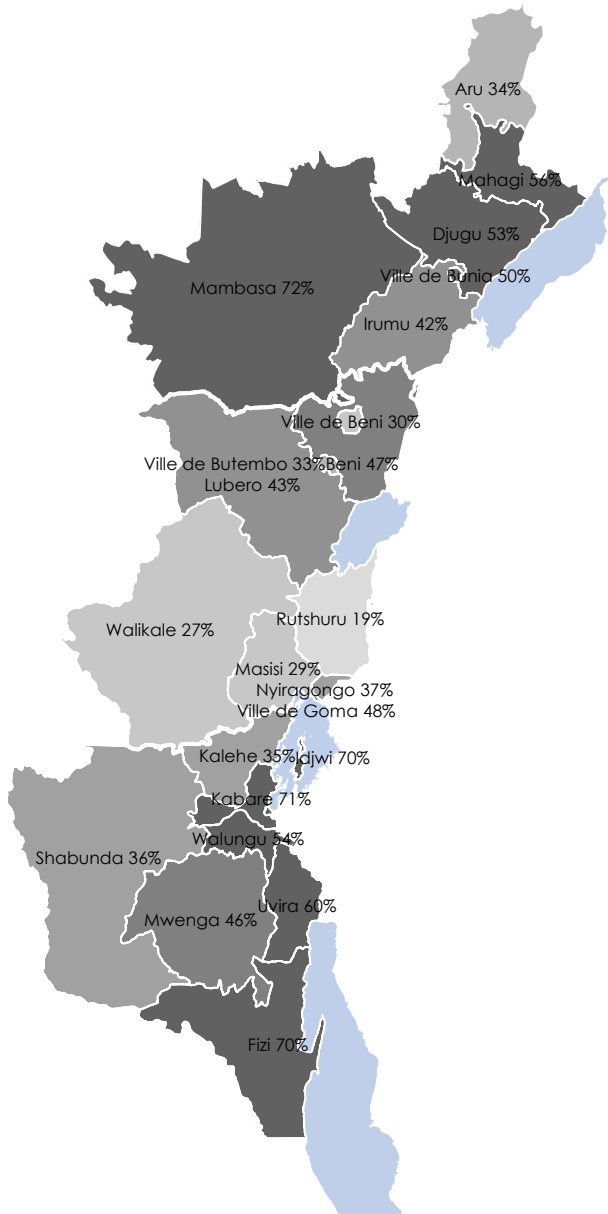 Aru 34%
Mahagi 56%
Djugu 53%
Ville de Bunia 50%
Mambasa 72%
Irumu 42%
Ville de Beni 30%
Ville de Butembo 33%
Beni 47%
Lubero 43%
Rutshuru 19%
Walikale 27%
Masisi 29%
Nyiragongo 37%
Ville de Goma 48%
Kalehe 35%
Idjwi 70%
Kabare 71%
Walungu 54%
Shabunda 36%
Uvira 60%
Mwenga 46%
Fizi 70%